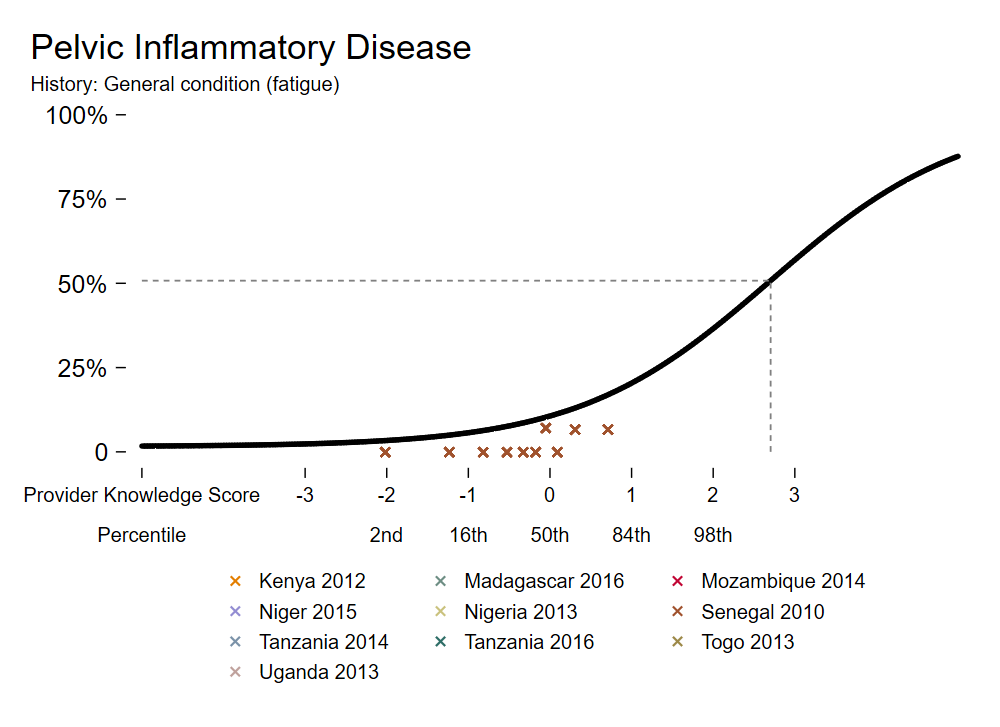 Pelvic Inflammatory Disease
History: General condition (fatigue)
100%
75%
50%
25%
0
Provider Knowledge Score -3 -2 -1 0 1 2 3
Percentile 2nd 16th 50th 84th 98th
Kenya 2012 Madagascar 2016 Mozambique 2014
Niger 2015 Nigeria 2013 Senegal 2010
Tanzania 2014 Tanzania 2016 Togo 2013
Uganda 2013